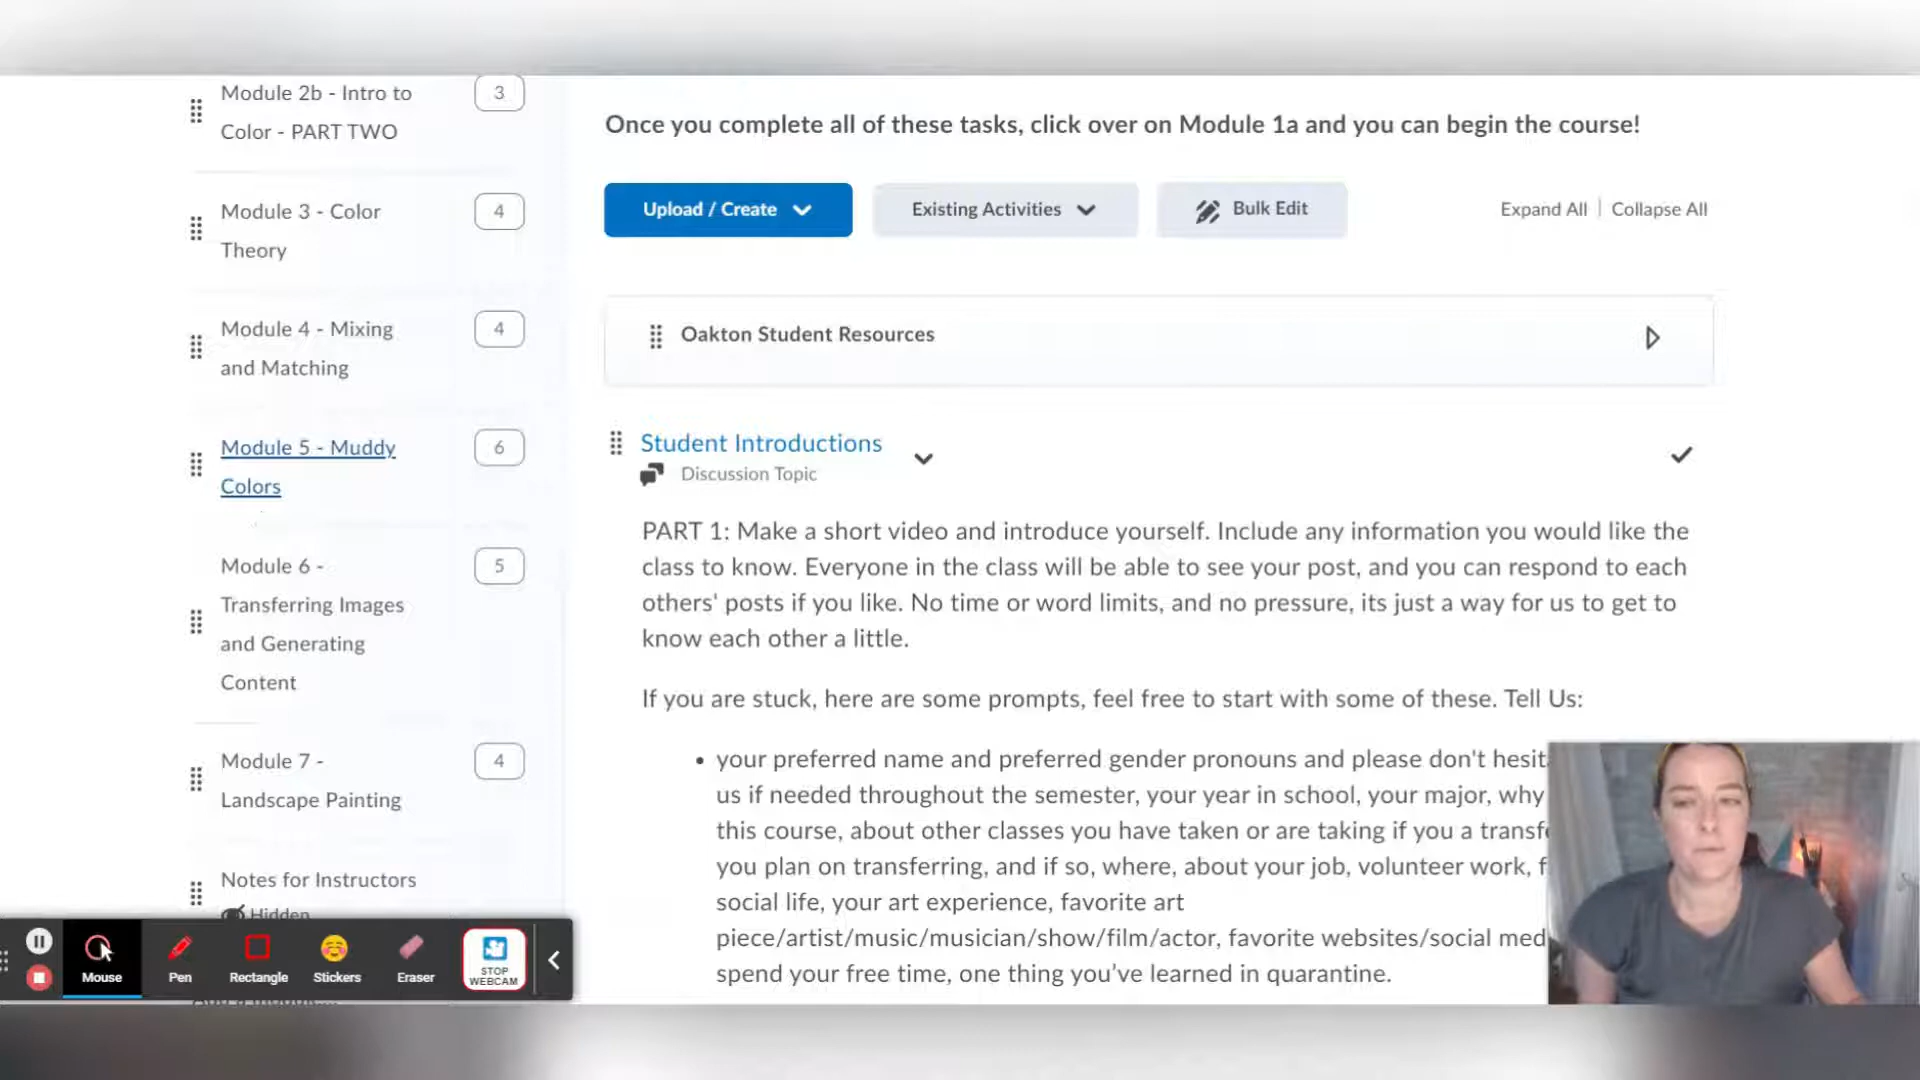 Module 2b - Intro to
Color - PART TWO
3
Module 3 - Color
Theory
4
Module 4 - Mixing
and Matching
4
Module 5 - Muddy
Colors
6
Module 6 -
Transferring Images
and Generating
Content
5
Module 7 -
Landscape Painting
4
Notes for Instructors
Hidden
Once you complete all of these tasks, click over on Module 1a and you can begin the course!
Upload / Create
Existing Activities
Bulk Edit
Expand All
Collapse All
Oakton Student Resources
Student Introductions
Discussion Topic
PART 1: Make a short video and introduce yourself. Include any information you would like the
class to know. Everyone in the class will be able to see your post, and you can respond to each
others' posts if you like. No time or word limits, and no pressure, its just a way for us to get to
know each other a little.
If you are stuck, here are some prompts, feel free to start with some of these. Tell Us:
• your preferred name and preferred gender pronouns and please don't hesit
us if needed throughout the semester, your year in school, your major, why
this course, about other classes you have taken or are taking if you a transf
you plan on transferring, and if so, where, about your job, volunteer work, f
social life, your art experience, favorite art
piece/artist/music/musician/show/film/actor, favorite websites/social med
spend your free time, one thing you've learned in quarantine.
Mouse
Pen
Rectangle
Stickers
Eraser
STOP
WEBCAM